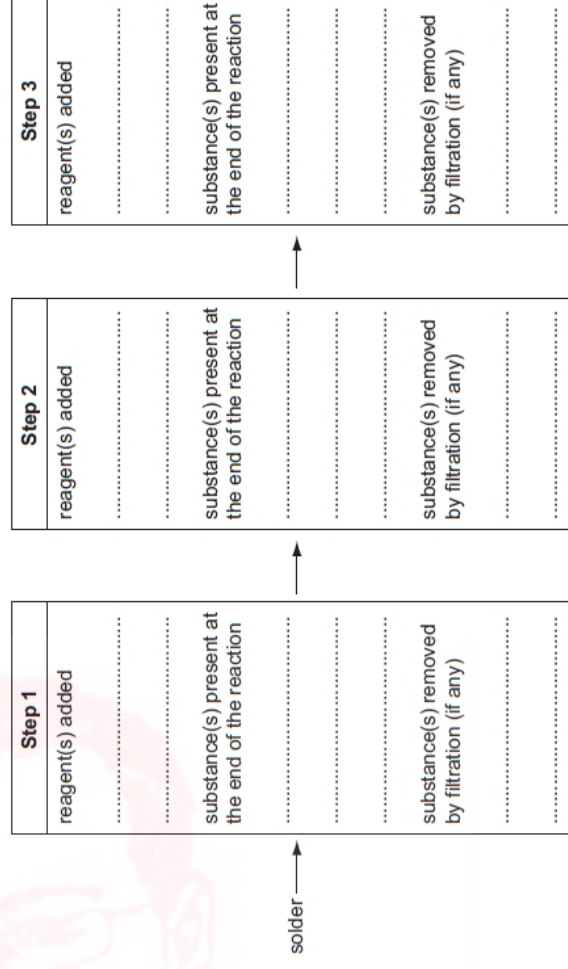 Step 1
reagent(s) added
substance(s) present at
the end of the reaction
substance(s) removed
by filtration (if any)
solder
Step 2
reagent(s) added
substance(s) present at
the end of the reaction
substance(s) removed
by filtration (if any)
Step 3
reagent(s) added
substance(s) present at
the end of the reaction
substance(s) removed
by filtration (if any)